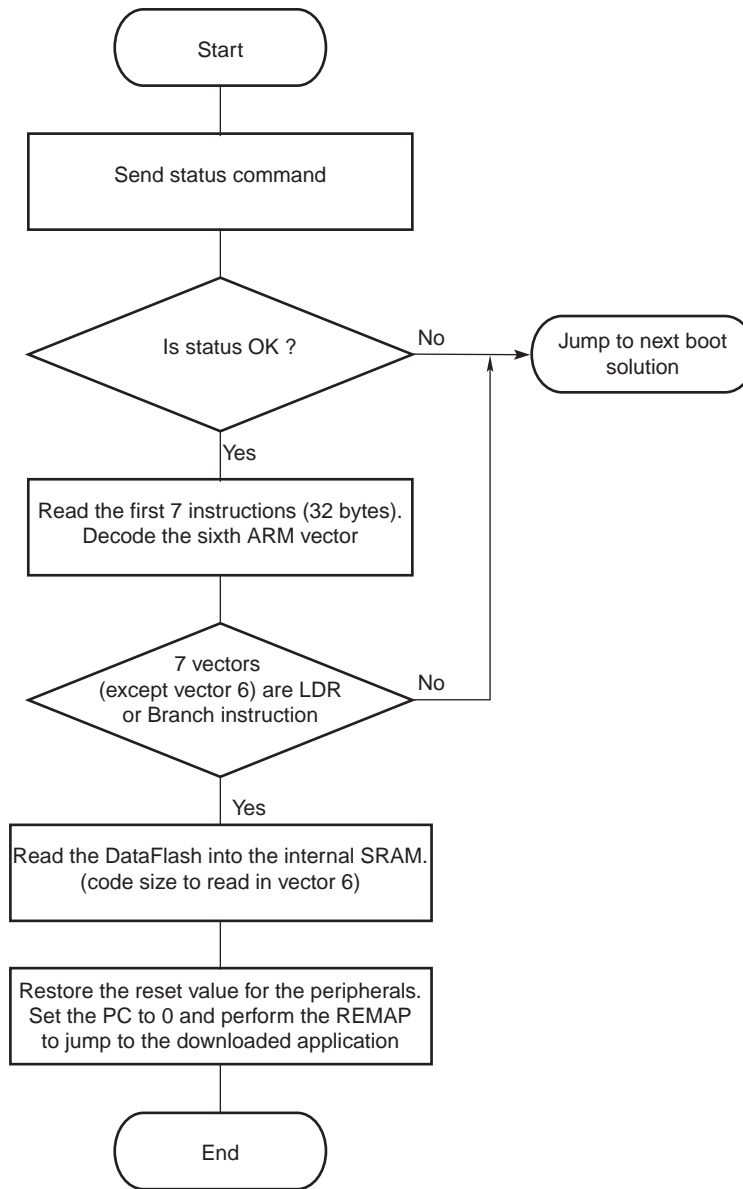 Start
Send status command
Is status OK ?
No
Jump to next boot
solution
Yes
Read the first 7 instructions (32 bytes).
Decode the sixth ARM vector
7 vectors
(except vector 6) are LDR
or Branch instruction
No
Yes
Read the DataFlash into the internal SRAM.
(code size to read in vector 6)
Restore the reset value for the peripherals.
Set the PC to 0 and perform the REMAP
to jump to the downloaded application
End